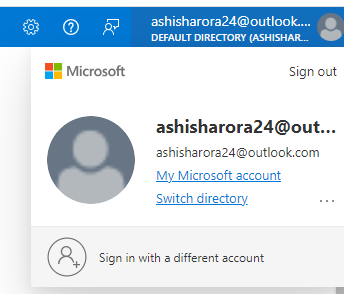 ashisharora24@outlook....
DEFAULT DIRECTORY (ASHISHAR...
Microsoft
Sign out
ashisharora24@out...
ashisharora24@outlook.com
My Microsoft account
Switch directory
...
Sign in with a different account